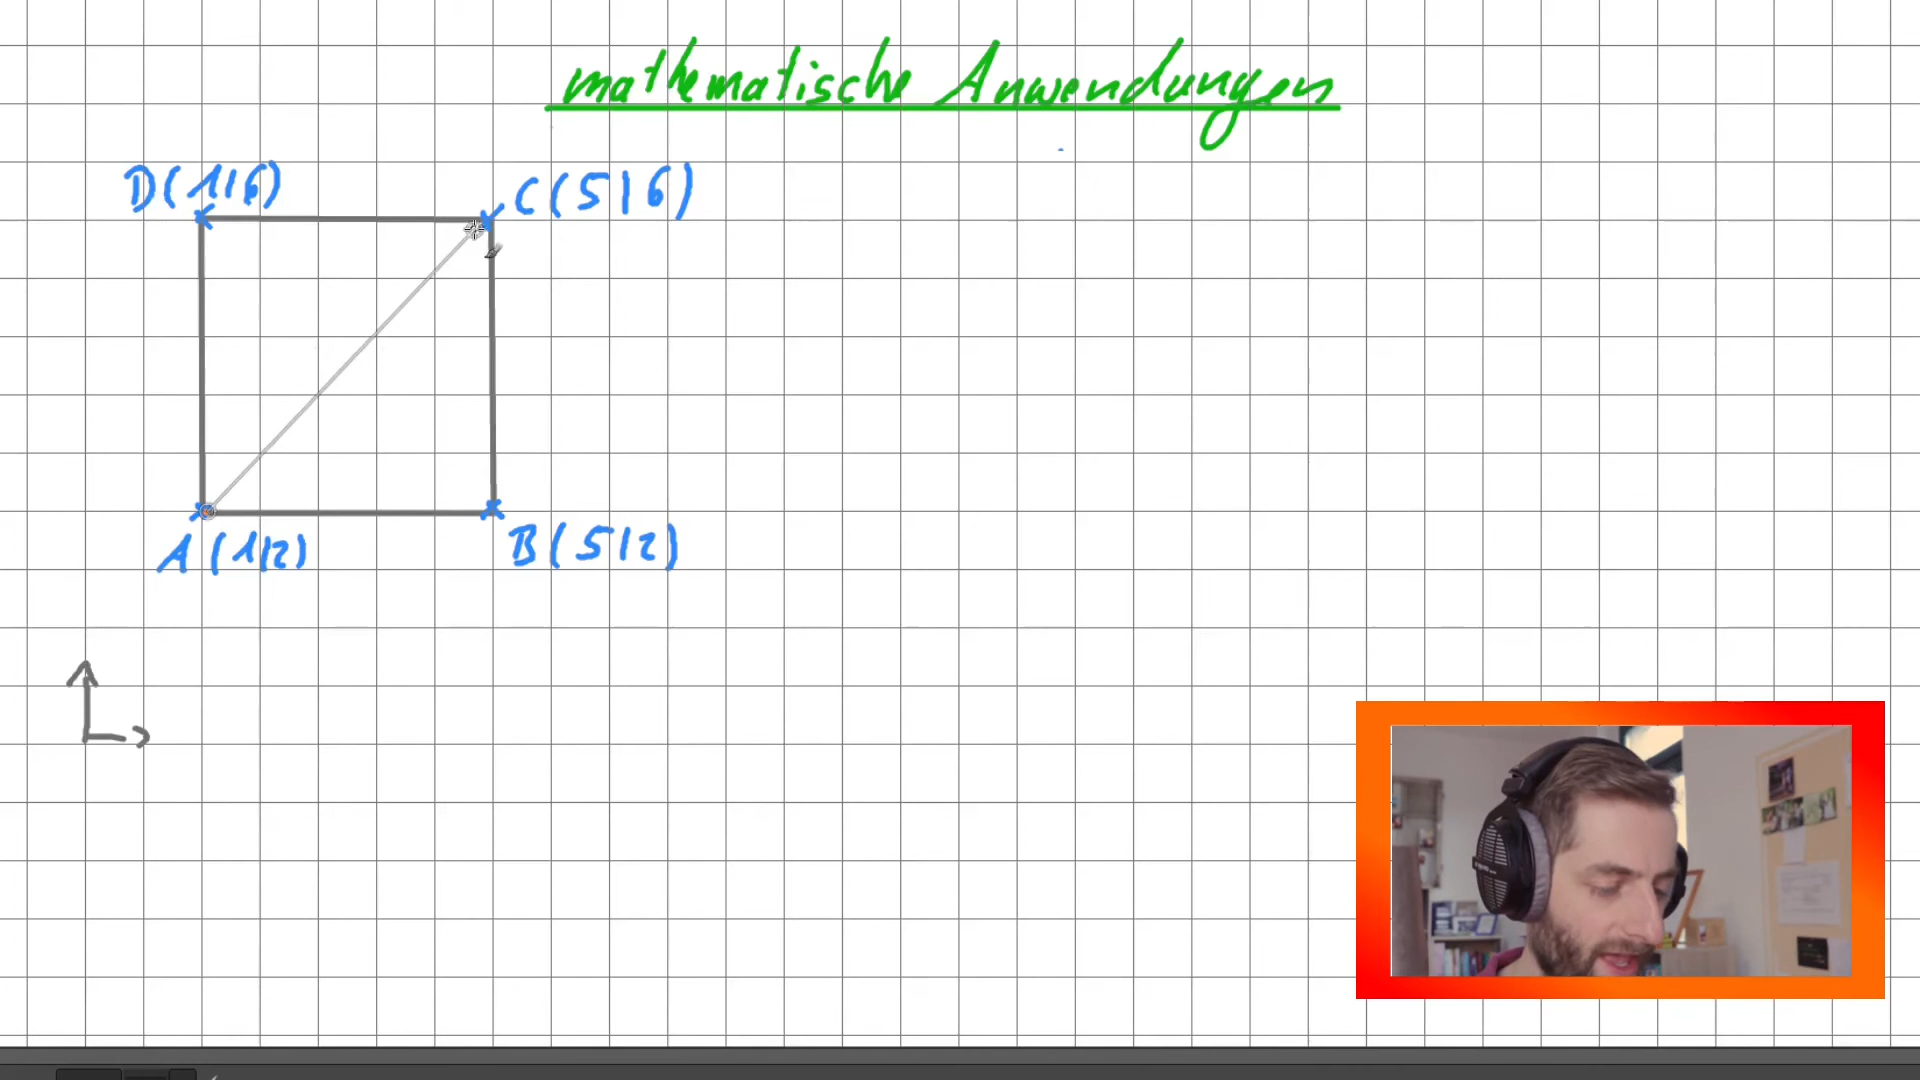 mathematische Anwendungen
D(1|6)
C(5|6)
A(1|2)
B(5|2)